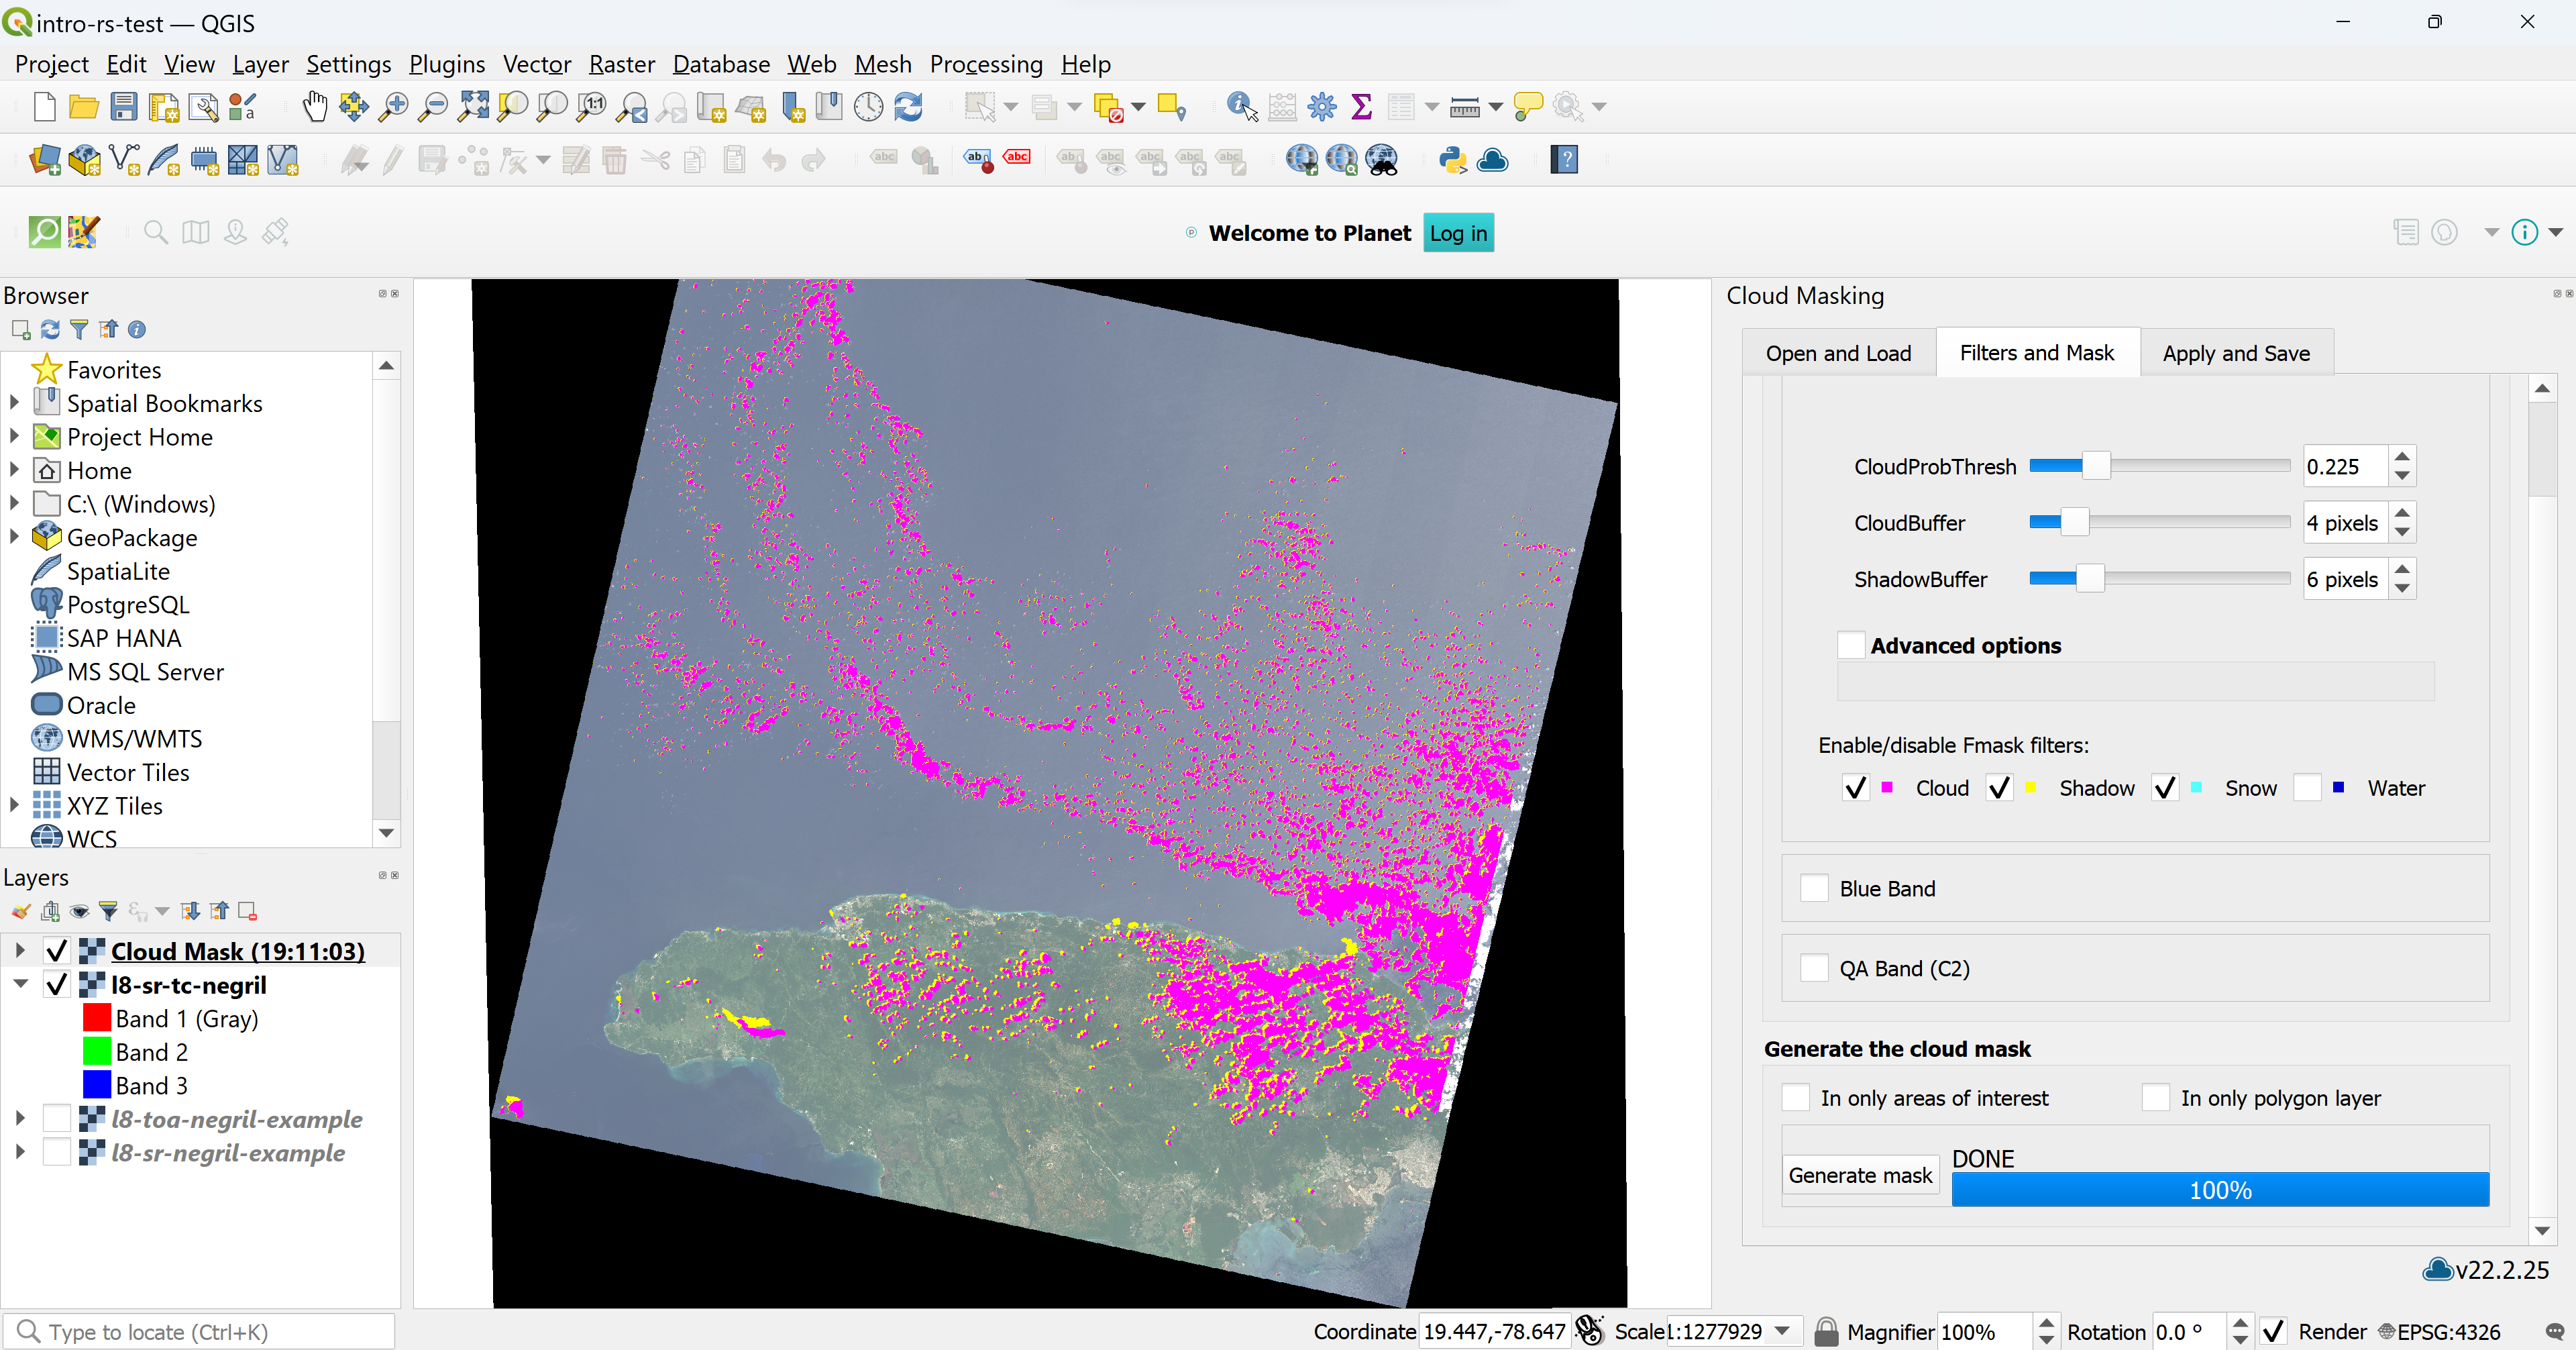 intro-rs-test — QGIS
Project Edit View Layer Settings Plugins Vector Raster Database Web Mesh Processing Help
Welcome to Planet Log in
Browser
Favorites
Spatial Bookmarks
Project Home
Home
C:\ (Windows)
GeoPackage
SpatiaLite
PostgreSQL
SAP HANA
MS SQL Server
Oracle
WMS/WMTS
Vector Tiles
XYZ Tiles
WCS
Layers
Cloud Mask (19:11:03)
l8-sr-tc-negril
Band 1 (Gray)
Band 2
Band 3
l8-toa-negril-example
l8-sr-negril-example
Cloud Masking
Open and Load Filters and Mask Apply and Save
CloudProbThresh 0.225
CloudBuffer 4 pixels
ShadowBuffer 6 pixels
Advanced options
Enable/disable Fmask filters:
Cloud Shadow Snow Water
Blue Band
QA Band (C2)
Generate the cloud mask
In only areas of interest In only polygon layer
DONE
Generate mask 100%
v22.2.25
Type to locate (Ctrl+K) Coordinate 19.447,-78.647 Scale 1:1277929 Magnifier 100% Rotation 0.0 ° Render EPSG:4326